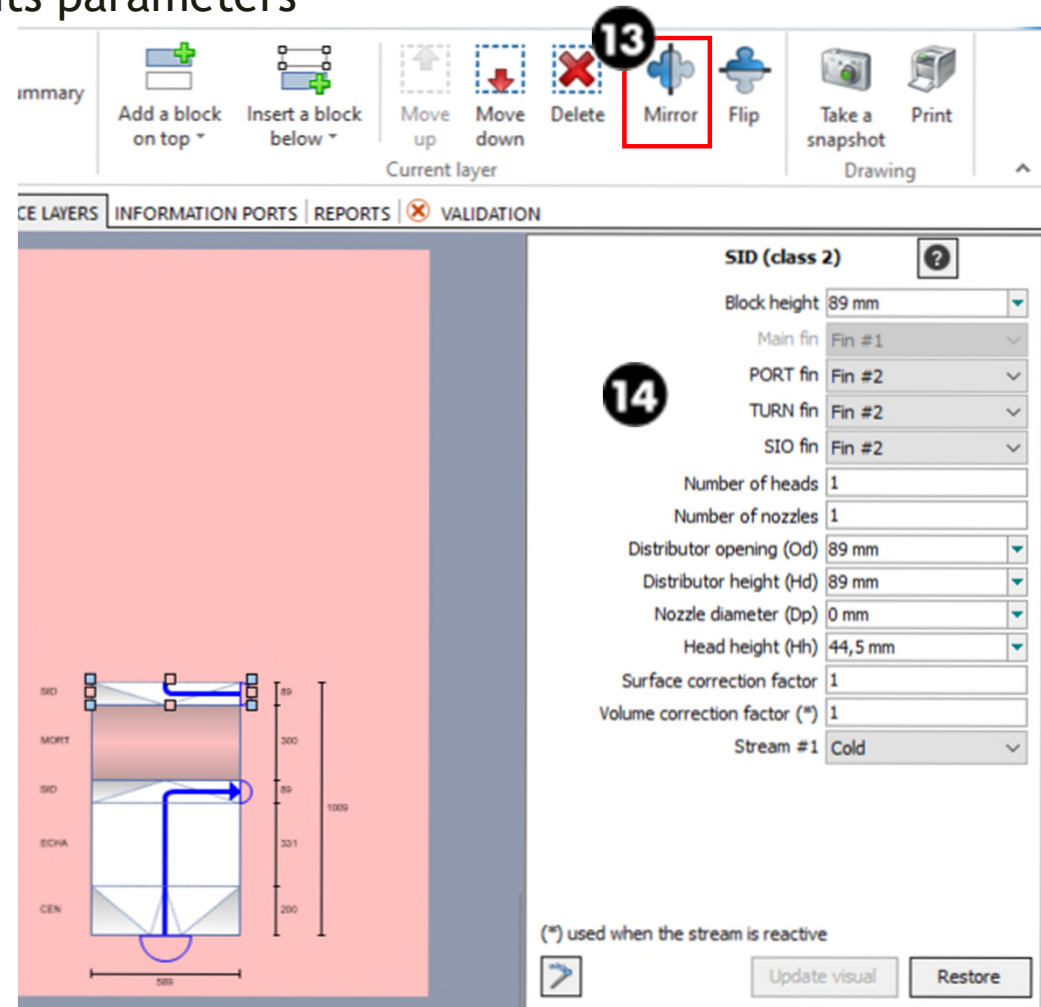 its parameters
13
ummary
Add a block on top
Insert a block below
Move up
Move down
Delete
Mirror
Flip
Take a snapshot
Print
Current layer
Drawing
CE LAYERS
INFORMATION PORTS
REPORTS
VALIDATION
SID (class 2)
?
14
Block height 89 mm
Main fin Fin #1
PORT fin Fin #2
TURN fin Fin #2
SIO fin Fin #2
Number of heads 1
Number of nozzles 1
Distributor opening (Od) 89 mm
Distributor height (Hd) 89 mm
Nozzle diameter (Dp) 0 mm
Head height (Hh) 44,5 mm
Surface correction factor 1
Volume correction factor (*) 1
Stream #1 Cold
SID 89
MORT 300
SID 89
1009
ECHA 331
CEN 200
589
(*) used when the stream is reactive
Update visual
Restore